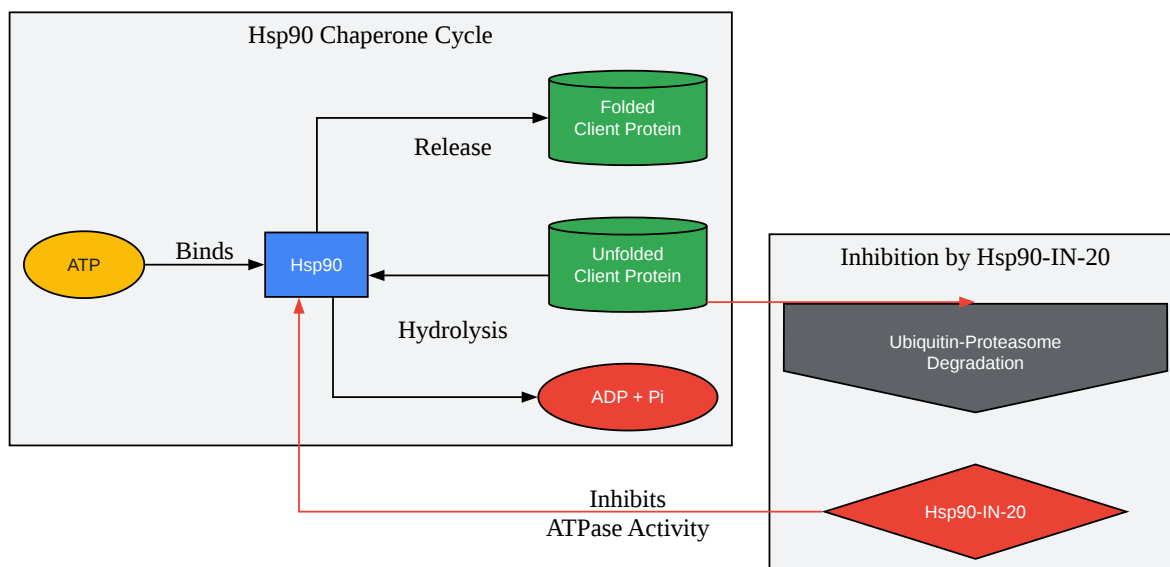 Hsp90 Chaperone Cycle
Folded
Client Protein
Release
ATP
Binds
Hsp90
Unfolded
Client Protein
Hydrolysis
ADP + Pi
Inhibition by Hsp90-IN-20
Ubiquitin-Proteasome
Degradation
Hsp90-IN-20
Inhibits
ATPase Activity